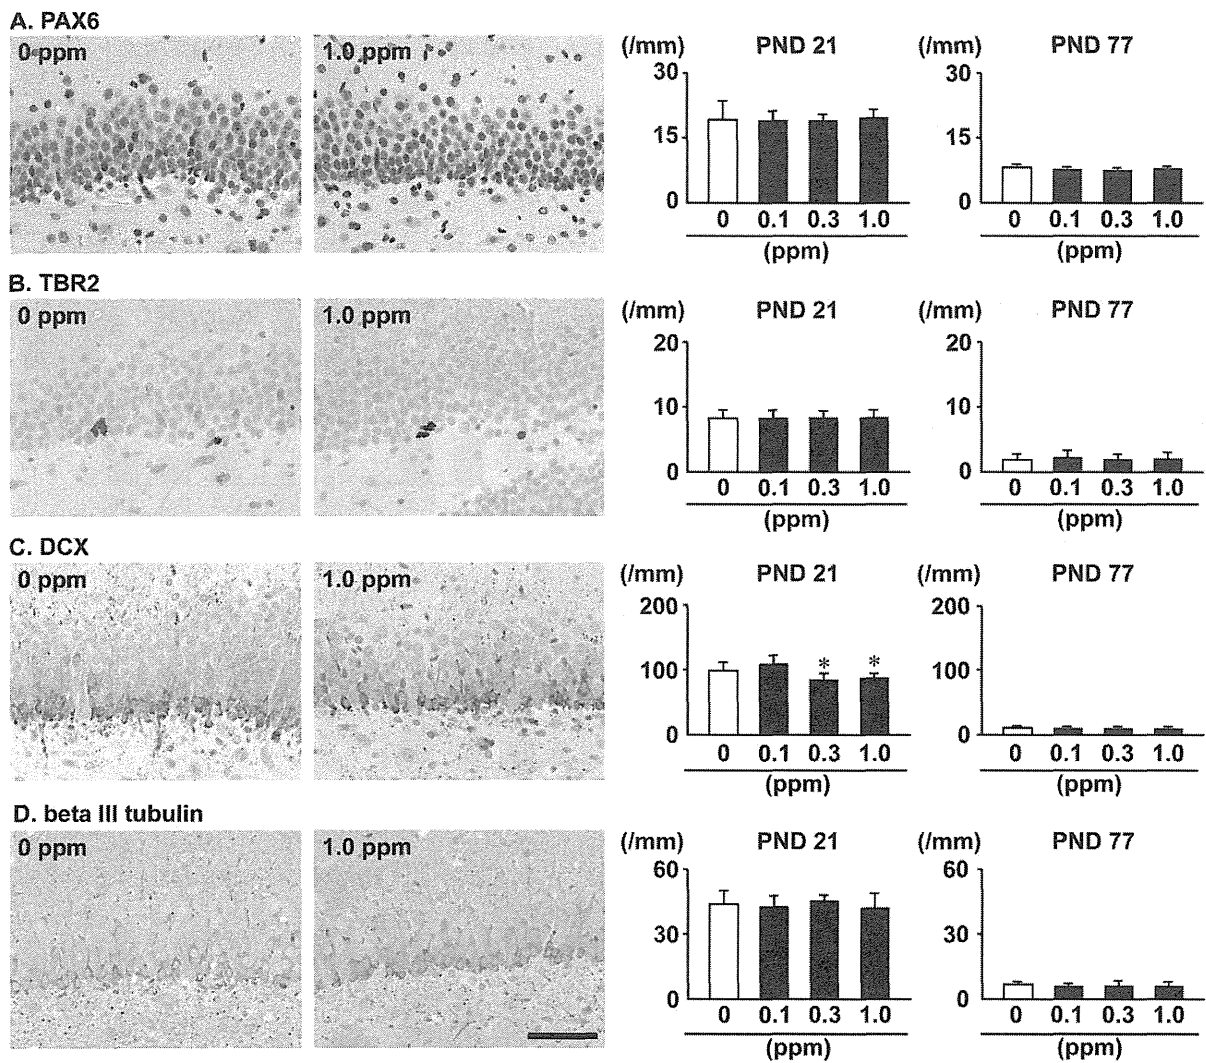 A. PAX6
0 ppm
1.0 ppm
(/mm) PND 21
30
15
0
0 0.1 0.3 1.0
(ppm)
(/mm) PND 77
30
15
0
0 0.1 0.3 1.0
(ppm)
B. TBR2
0 ppm
1.0 ppm
(/mm) PND 21
20
10
0
0 0.1 0.3 1.0
(ppm)
(/mm) PND 77
20
10
0
0 0.1 0.3 1.0
(ppm)
C. DCX
0 ppm
1.0 ppm
(/mm) PND 21
200
100
0
* *
0 0.1 0.3 1.0
(ppm)
(/mm) PND 77
200
100
0
0 0.1 0.3 1.0
(ppm)
D. beta III tubulin
0 ppm
1.0 ppm
(/mm) PND 21
60
30
0
0 0.1 0.3 1.0
(ppm)
(/mm) PND 77
60
30
0
0 0.1 0.3 1.0
(ppm)